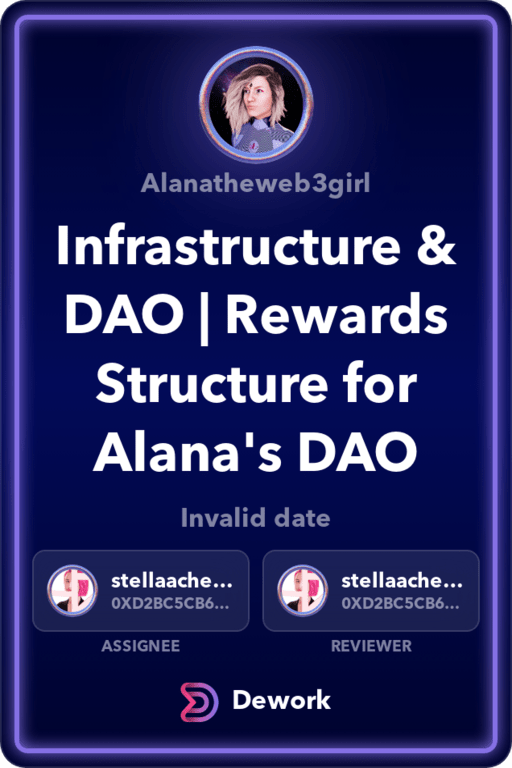 Alanatheweb3girl
Infrastructure &
DAO | Rewards
Structure for
Alana's DAO
Invalid date
stellaache...
0XD2BC5CB6...
ASSIGNEE
stellaache...
0XD2BC5CB6...
REVIEWER
Dework